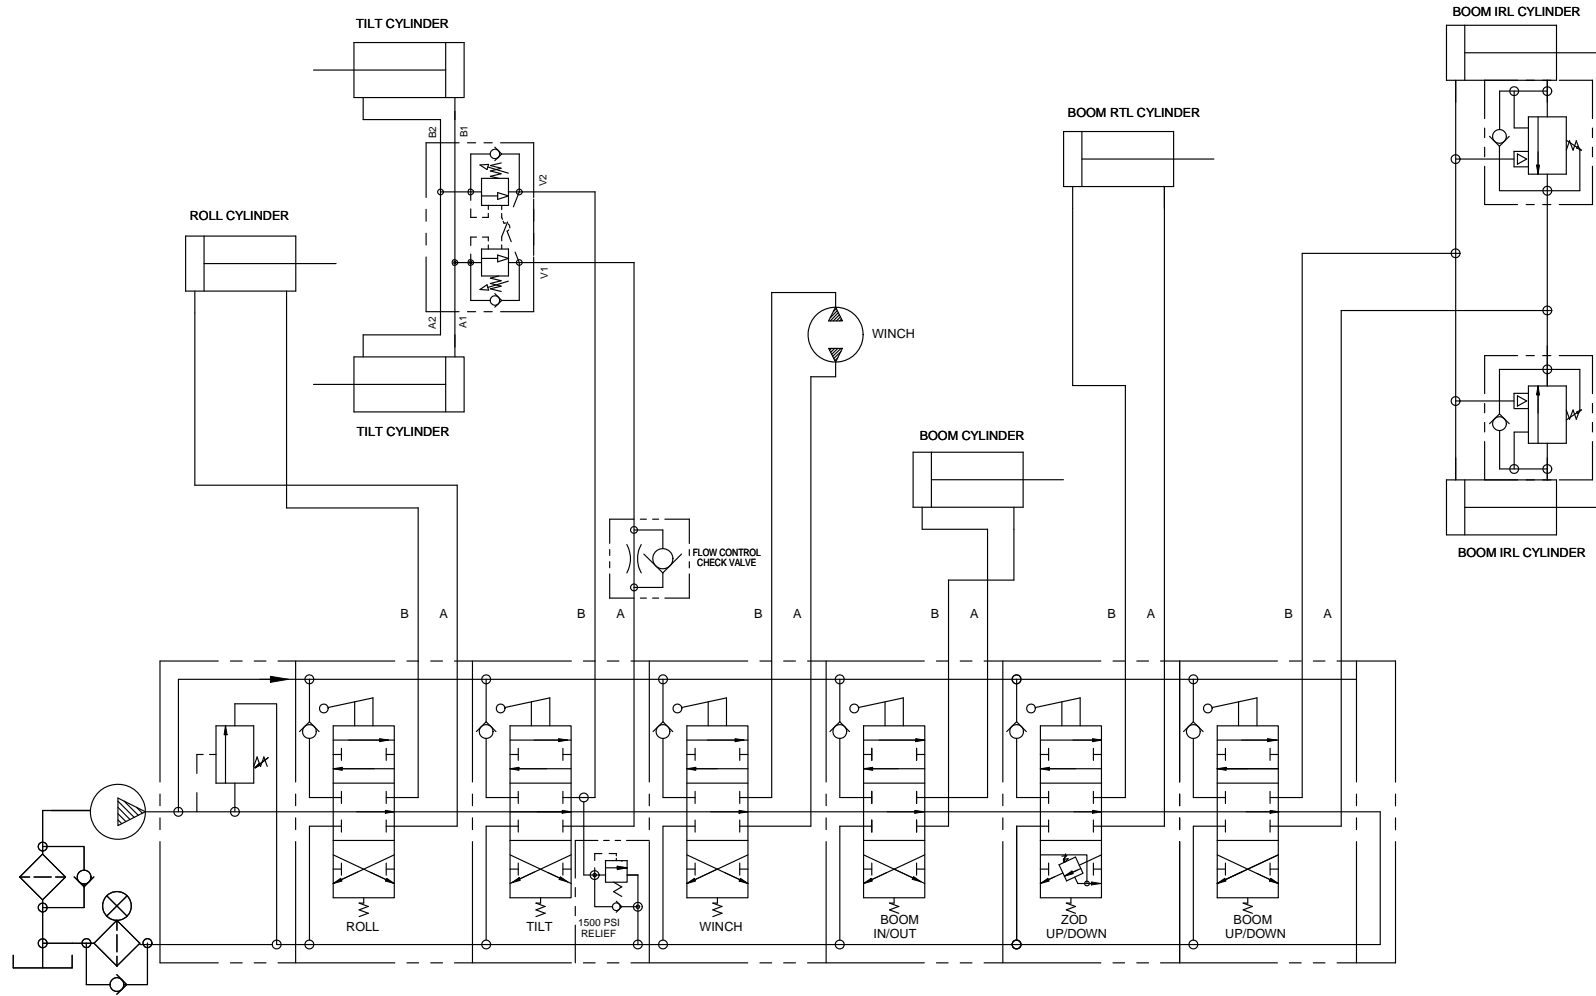 TILT CYLINDER
BOOM IRL CYLINDER
BOOM RTL CYLINDER
B2
B1
V2
ROLL CYLINDER
V1
A2
A1
WINCH
TILT CYLINDER
BOOM CYLINDER
FLOW CONTROL
CHECK VALVE
BOOM IRL CYLINDER
B
A
B
A
B
A
B
A
B
A
B
A
ROLL
TILT
1500 PSI
RELIEF
WINCH
BOOM
IN/OUT
ZOD
UP/DOWN
BOOM
UP/DOWN